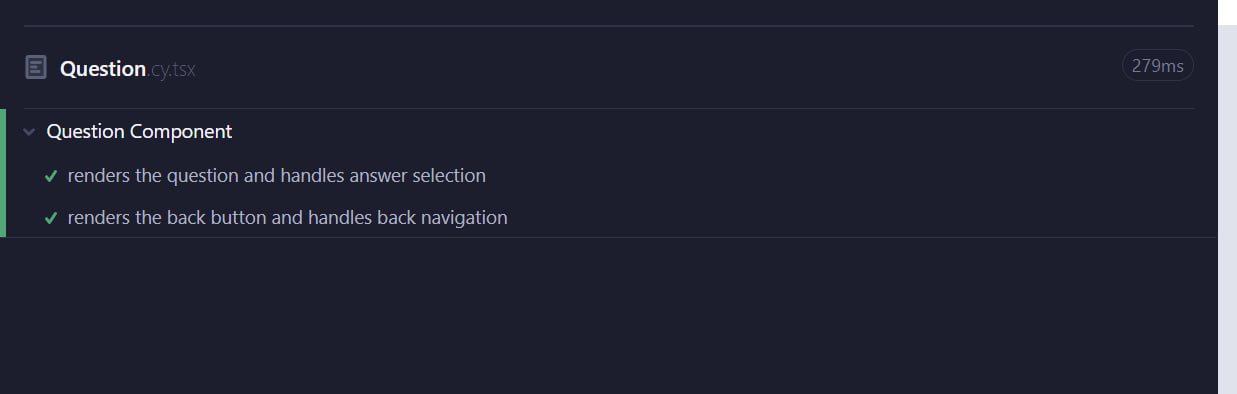 Question.cy.tsx
279ms
Question Component
renders the question and handles answer selection
renders the back button and handles back navigation